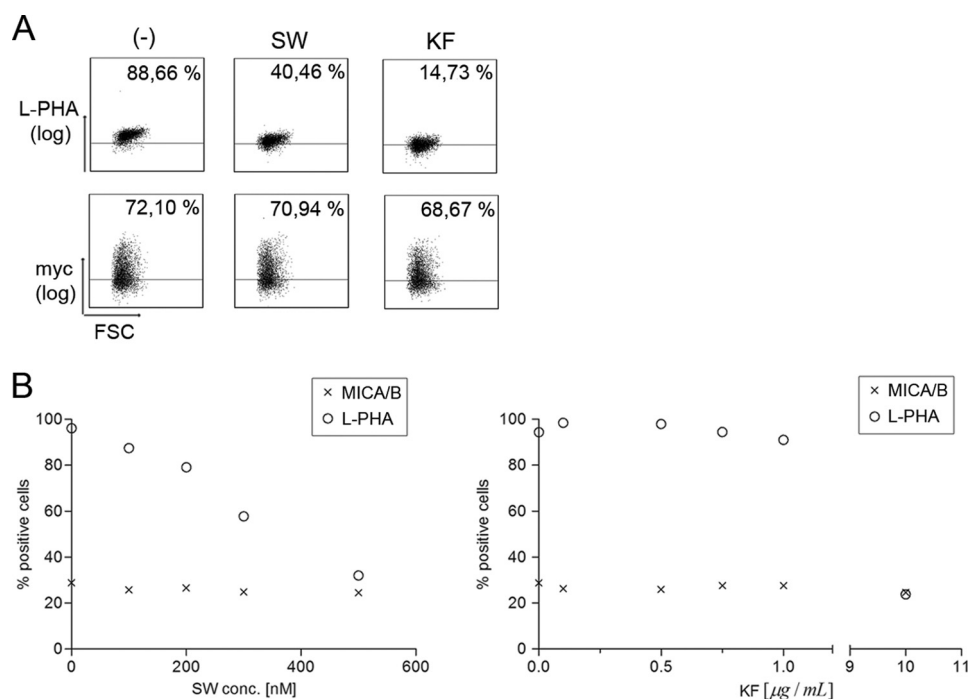 A
(-) SW KF
L-PHA
(log)
88,66 % 40,46 % 14,73 %
myc
(log)
72,10 % 70,94 % 68,67 %
FSC
B
× MICA/B
○ L-PHA
% positive cells
100
80
60
40
20
0
0 200 400 600
SW conc. [nM]
× MICA/B
○ L-PHA
% positive cells
100
80
60
40
20
0
0.0 0.5 1.0 9 10 11
KF [μg / mL]